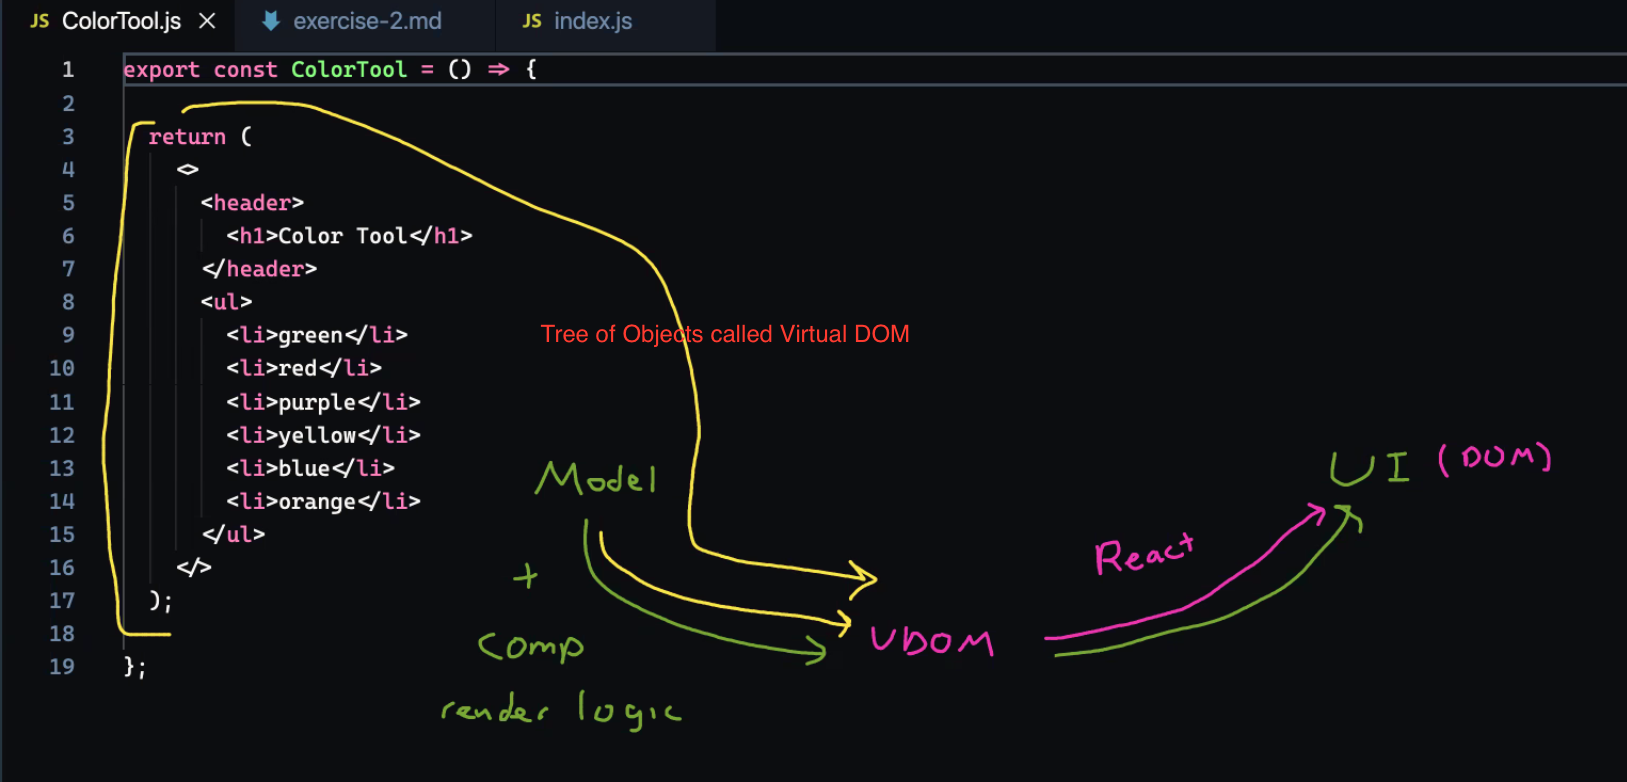 JS ColorTool.js × exercise-2.md JS index.js
1 export const ColorTool = () => {
2
3 return (
4 <>
5 <header>
6 <h1>Color Tool</h1>
7 </header>
8 <ul>
9 <li>green</li>
Tree of Objects called Virtual DOM
10 <li>red</li>
11 <li>purple</li>
12 <li>yellow</li>
13 <li>blue</li>
14 <li>orange</li>
15 </ul>
16 </>
17 );
18
19 };
Model
+
Comp
render logic
VDOM
React
UI (DOM)